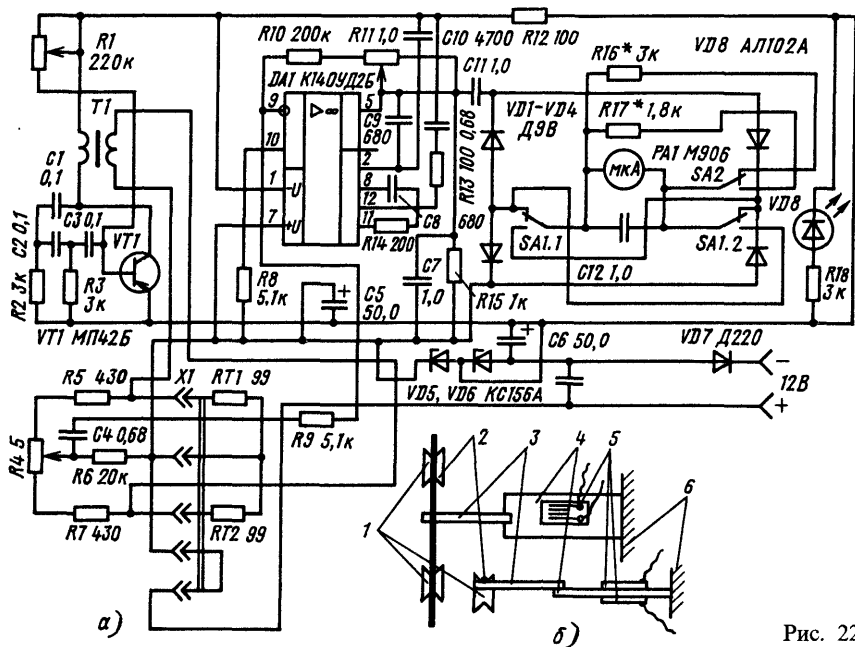 R1
220к
T1
C1
0,1
C2 0,1
C3 0,1
VT1
R2 3к
R3
3к
VT1 МП42Б
R10 200к
R11 1,0
DA1 К140УД2Б
▷∞
9
10
1
7
-U
+U
5
2
8
12
11
C9
680
C8
R14 200
R8
5,1к
C5
50,0
+
C7
1,0
C10 4700
C11 1,0
R12 100
R13 100 0,68
680
R15 1к
VD1-VD4
Д9В
VD8 АЛ102А
R16* 3к
R17* 1,8к
мкА
PA1 М906
SA2
SA1.1
SA1.2
C12 1,0
VD8
R18
3к
C6 50,0
+
VD7 Д220
VD5, VD6 КС156А
–
12В
+
R5 430
X1
RT1 99
R4 5
C4 0,68
R6 20к
R9 5,1к
R7 430
RT2 99
1
2
3
4
5
6
а)
б)
Рис. 22